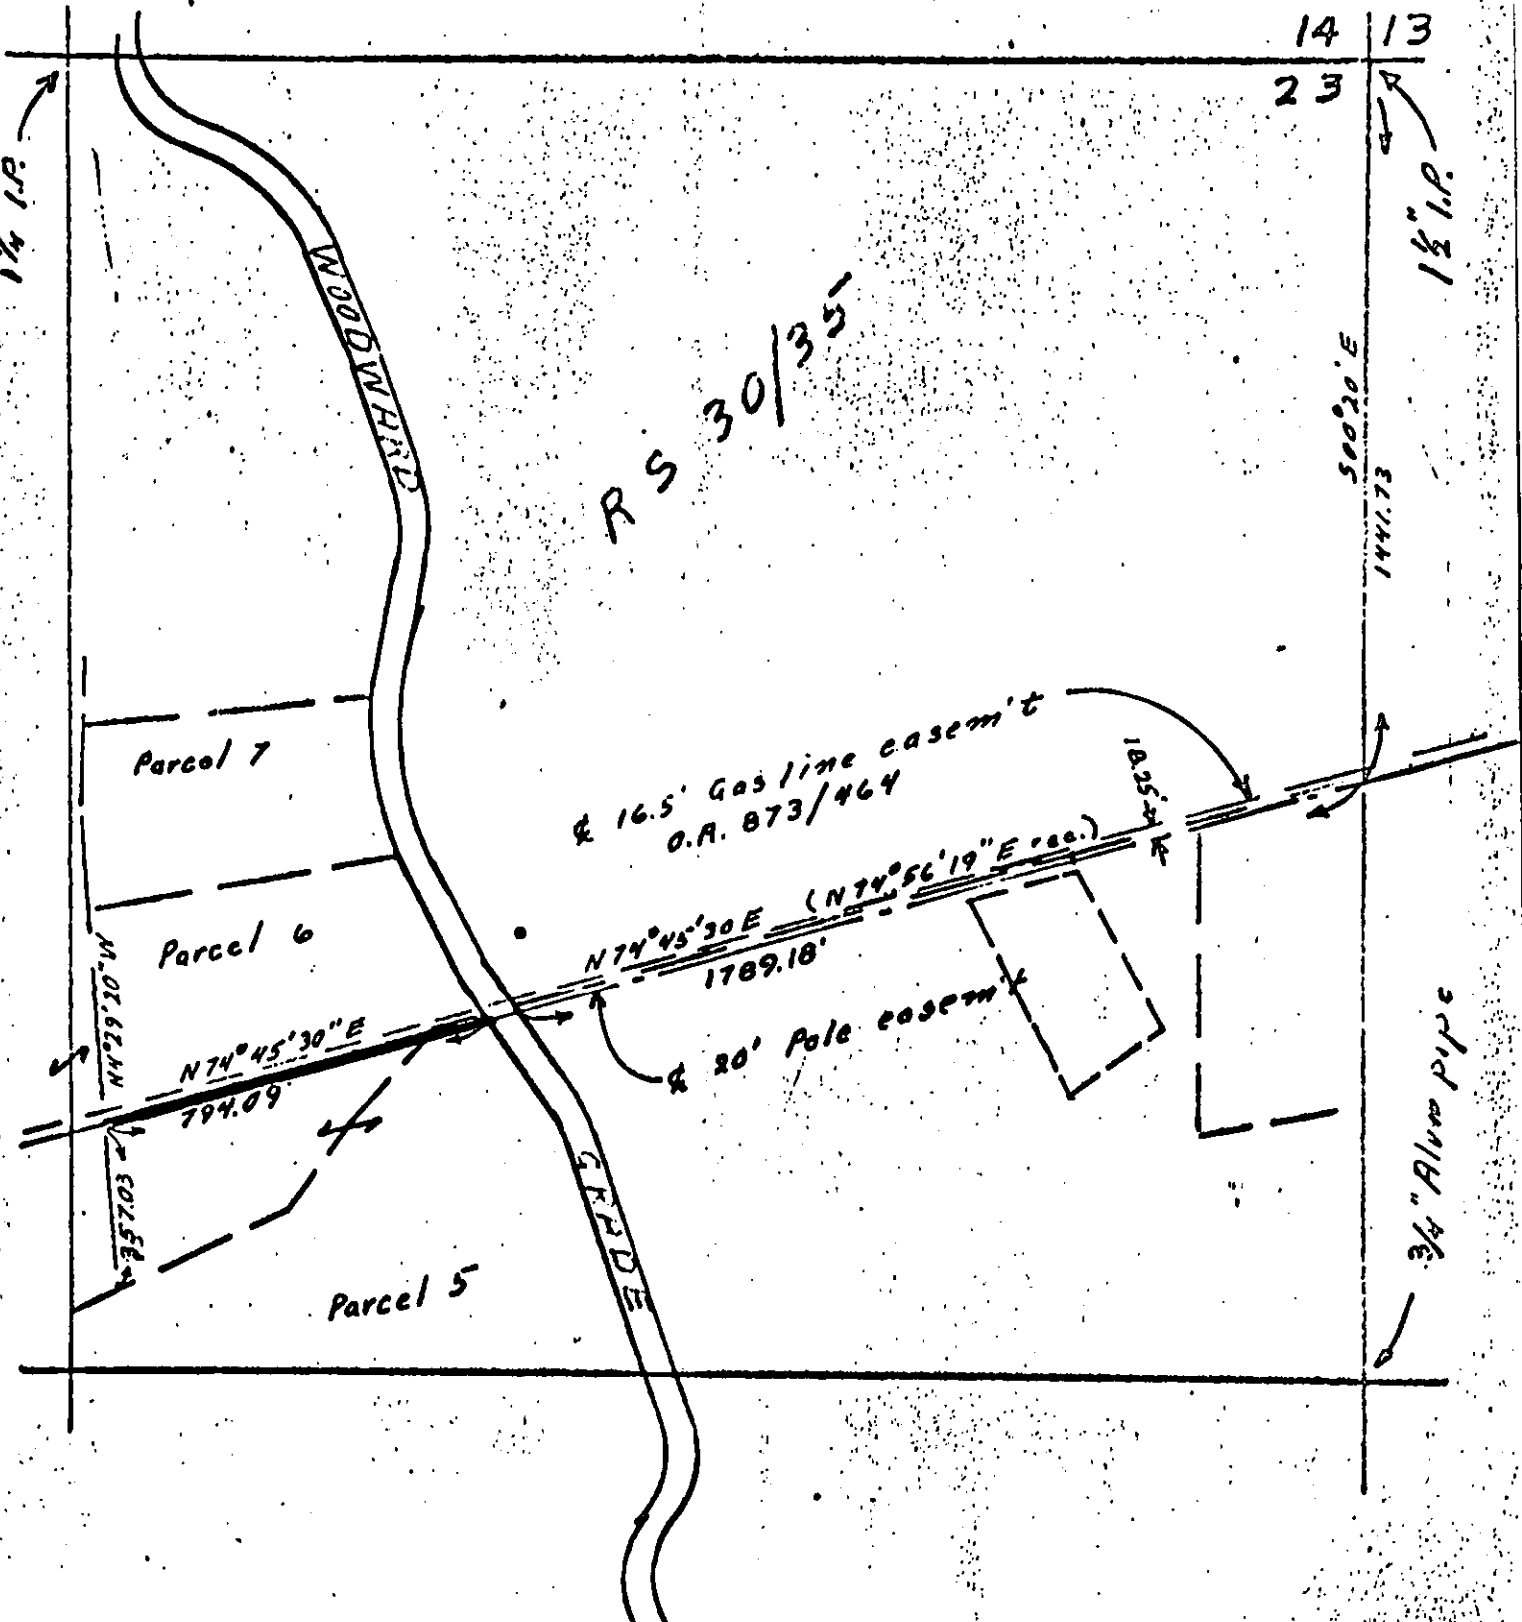 14 13
23
1¼ I.P.
1½" I.P.
WOODWARD
RS 30/35
S00°20'E
1441.73
Parcel 7
℄ 16.5' Gas line easem't
O.R. 873/464
18.25'
Parcel 6
N74°45'30 E (N 74°56'19" E rec.)
1789.18'
N4°29'20"W
N74°45'30"E
794.09'
℄ 20' Pole easem't
357.03
GRADE
Parcel 5
3/4" Alum pipe